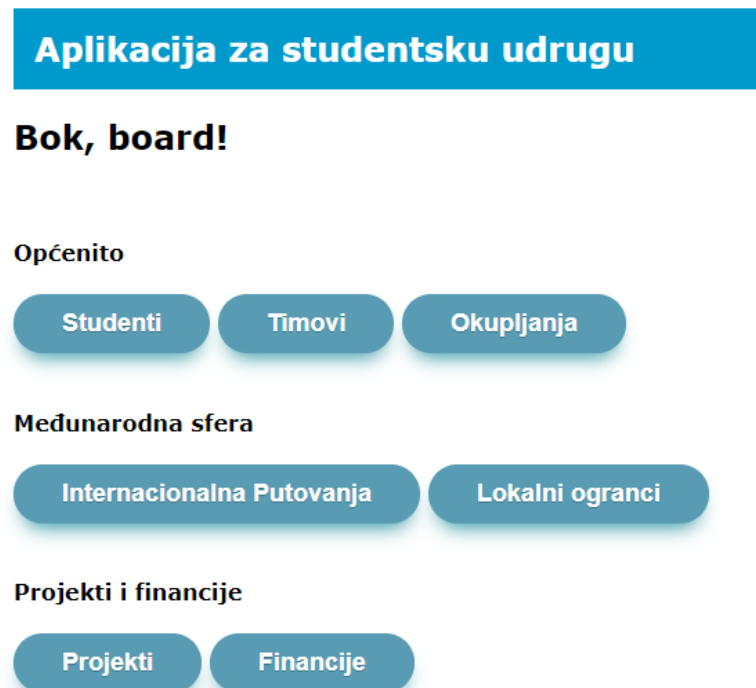 Aplikacija za studentsku udrugu
Bok, board!
Općenito
Studenti Timovi Okupljanja
Međunarodna sfera
Internacionalna Putovanja Lokalni ogranci
Projekti i financije
Projekti Financije